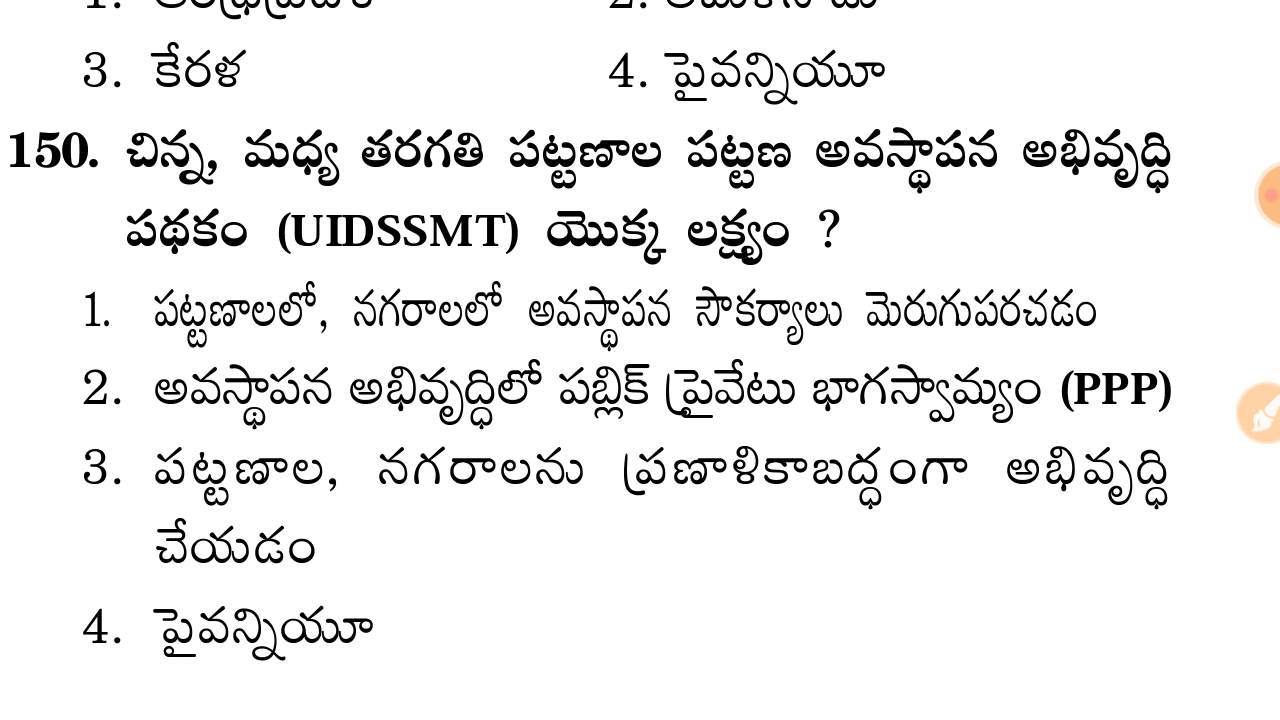 3. కేరళ 4. పైవన్నియూ
150. చిన్న, మధ్య తరగతి పట్టణాల పట్టణ అవస్థాపన అభివృద్ధి
పథకం (UIDSSMT) యొక్క లక్ష్యం ?
1. పట్టణాలలో, నగరాలలో అవస్థాపన సౌకర్యాలు మెరుగుపరచడం
2. అవస్థాపన అభివృద్ధిలో పబ్లిక్ ప్రైవేటు భాగస్వామ్యం (PPP)
3. పట్టణాల, నగరాలను ప్రణాళికాబద్ధంగా అభివృద్ధి
చేయడం
4. పైవన్నియూ